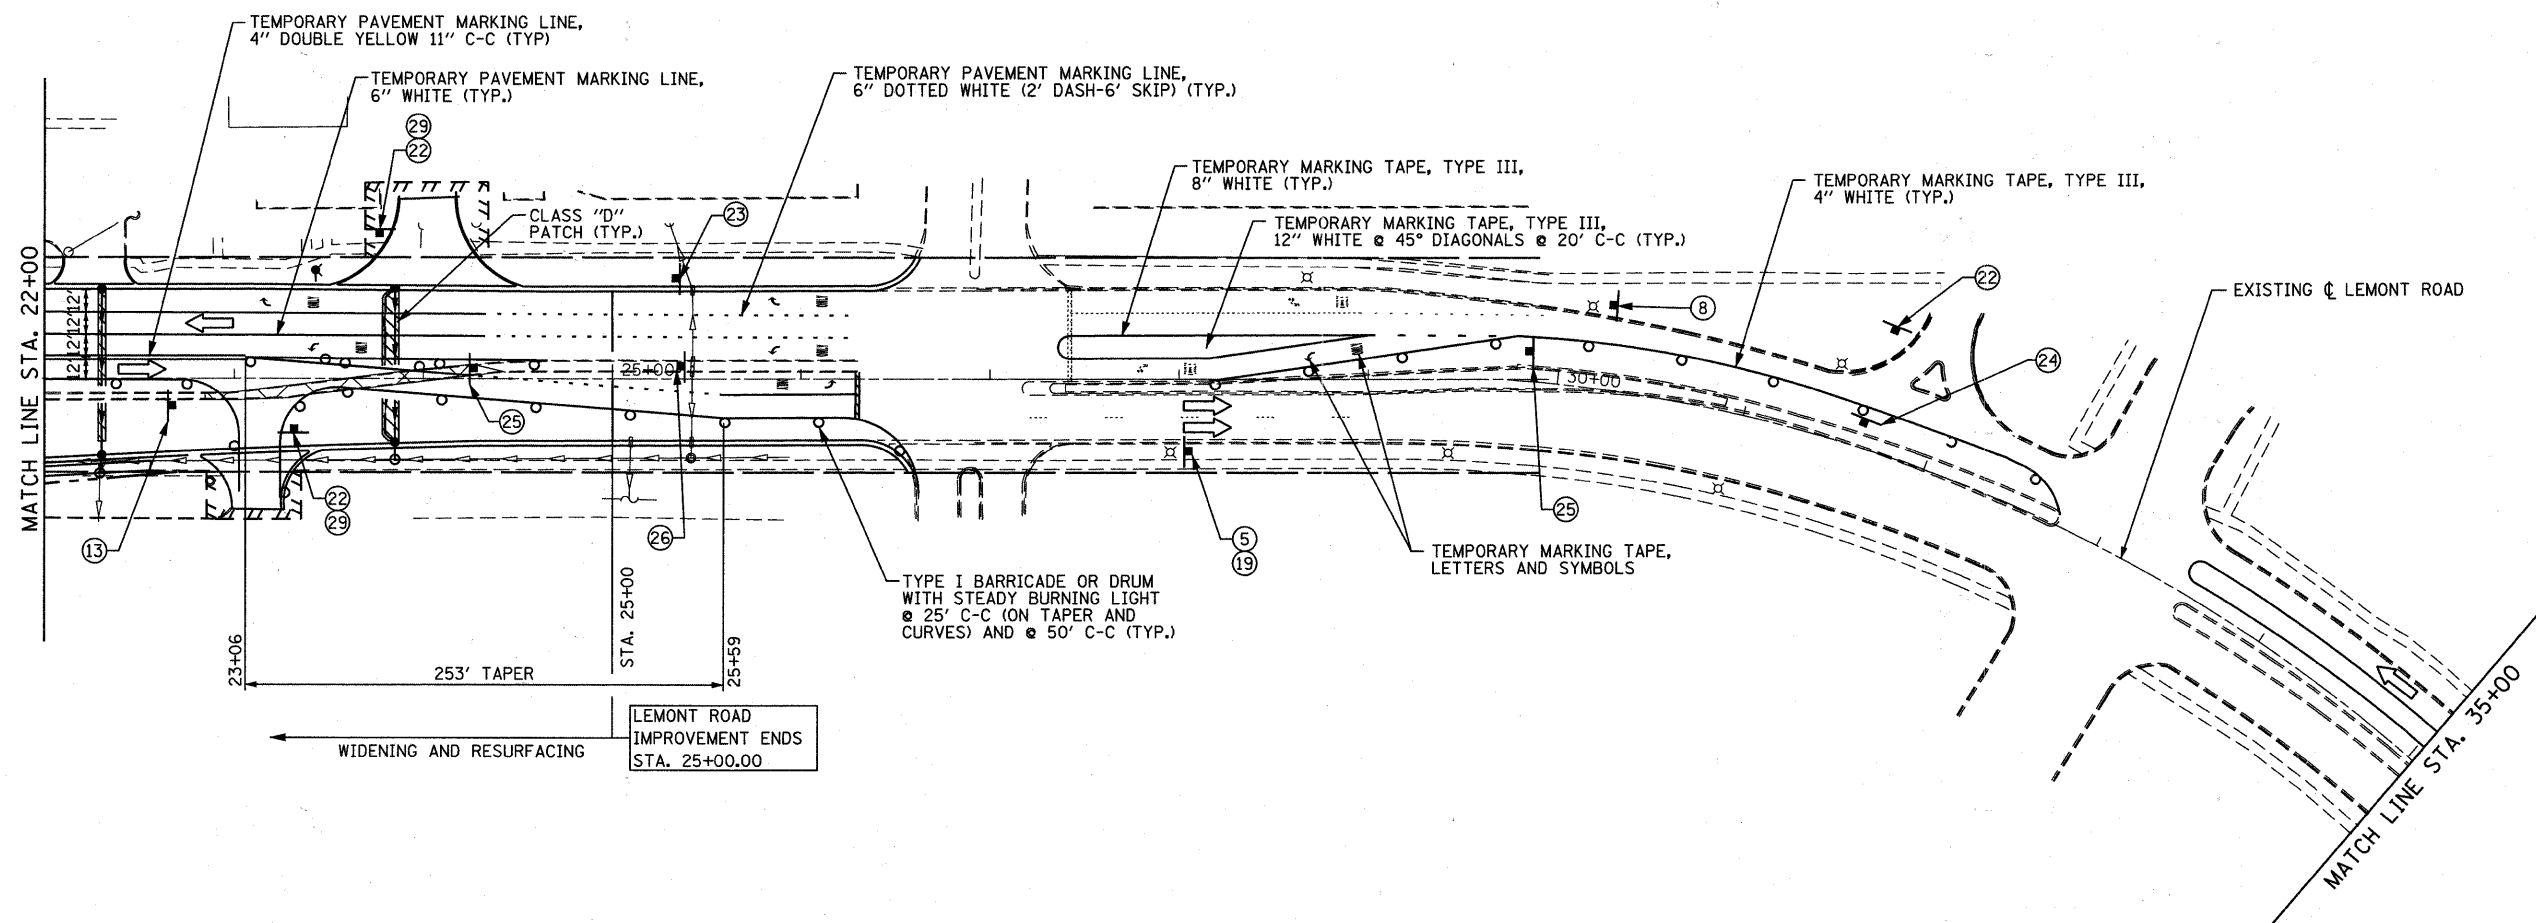 TEMPORARY PAVEMENT MARKING LINE,
4" DOUBLE YELLOW 11" C-C (TYP)
TEMPORARY PAVEMENT MARKING LINE,
6" WHITE (TYP.)
TEMPORARY PAVEMENT MARKING LINE,
6" DOTTED WHITE (2' DASH-6' SKIP) (TYP.)
29
22
TEMPORARY MARKING TAPE, TYPE III,
8" WHITE (TYP.)
TEMPORARY MARKING TAPE, TYPE III,
4" WHITE (TYP.)
CLASS "D"
PATCH (TYP.)
23
TEMPORARY MARKING TAPE, TYPE III,
12" WHITE @ 45° DIAGONALS @ 20' C-C (TYP.)
MATCH LINE STA. 22+00
12'
12'
12'
12'
8
22
EXISTING ℄ LEMONT ROAD
24
25+00
30+00
25
13
22
29
26
5
19
25
TEMPORARY MARKING TAPE,
LETTERS AND SYMBOLS
TYPE I BARRICADE OR DRUM
WITH STEADY BURNING LIGHT
@ 25' C-C (ON TAPER AND
CURVES) AND @ 50' C-C (TYP.)
23+06
253' TAPER
STA. 25+00
25+59
LEMONT ROAD
IMPROVEMENT ENDS
STA. 25+00.00
WIDENING AND RESURFACING
MATCH LINE STA. 35+00